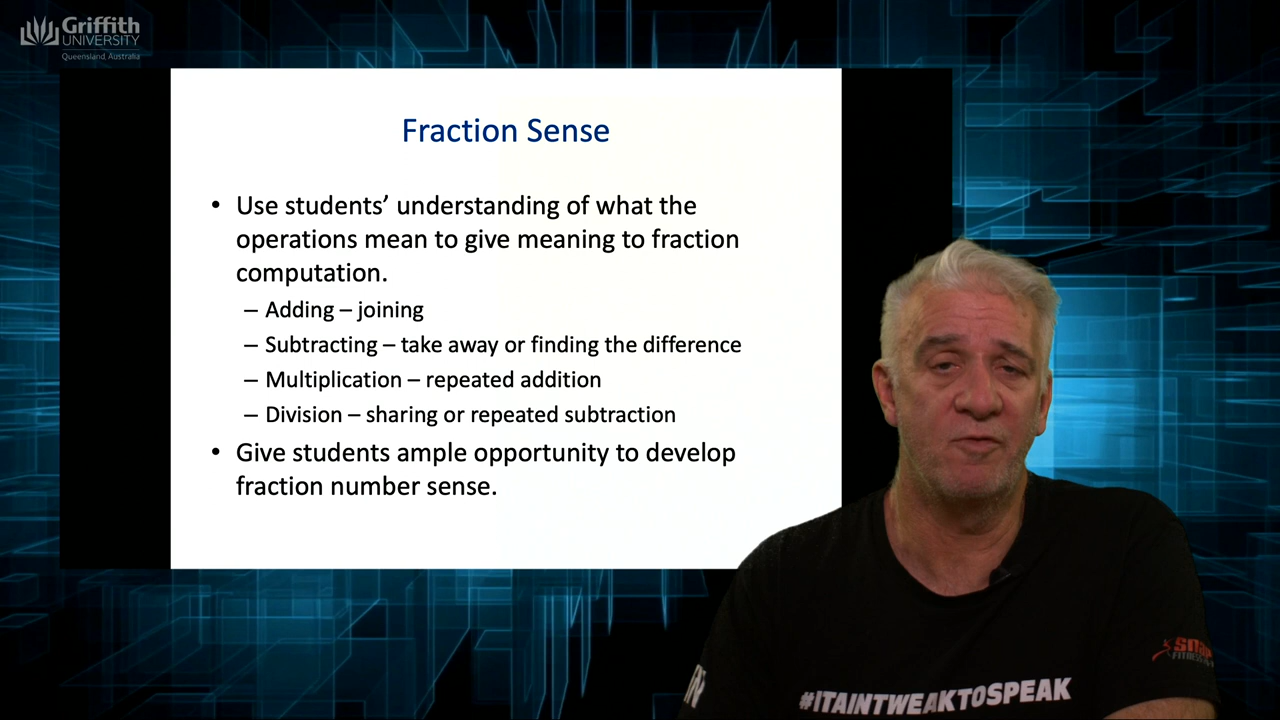 Griffith
UNIVERSITY
Queensland, Australia
Fraction Sense
• Use students’ understanding of what the
operations mean to give meaning to fraction
computation.
– Adding – joining
– Subtracting – take away or finding the difference
– Multiplication – repeated addition
– Division – sharing or repeated subtraction
• Give students ample opportunity to develop
fraction number sense.
#ITAINTWEAKTOSPEAK